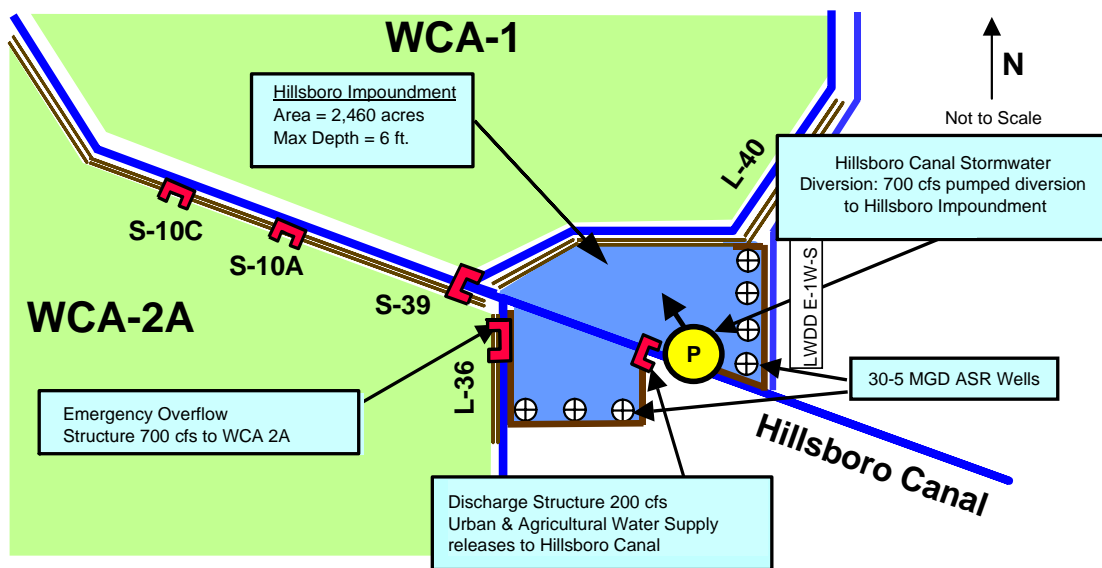 WCA-1
N
Not to Scale
Hillsboro Impoundment
Area = 2,460 acres
Max Depth = 6 ft.
L-40
Hillsboro Canal Stormwater
Diversion: 700 cfs pumped diversion
to Hillsboro Impoundment
S-10C
S-10A
S-39
WCA-2A
LWDD E-1W-S
P
L-36
30-5 MGD ASR Wells
Emergency Overflow
Structure 700 cfs to WCA 2A
Hillsboro Canal
Discharge Structure 200 cfs
Urban & Agricultural Water Supply
releases to Hillsboro Canal